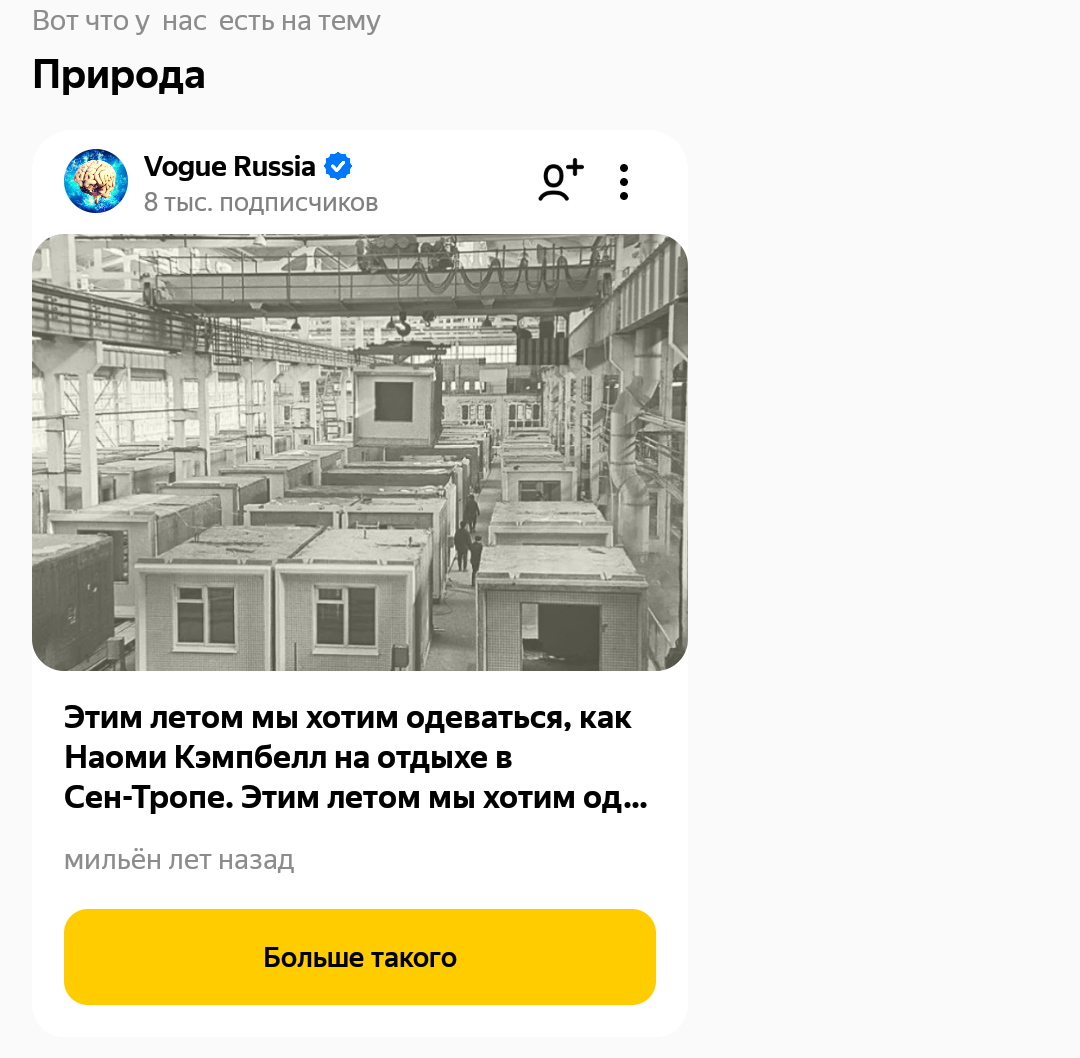 Вот что у нас есть на тему
Природа
Vogue Russia
8 тыс. подписчиков
Этим летом мы хотим одеваться, как
Наоми Кэмпбелл на отдыхе в
Сен-Тропе. Этим летом мы хотим од...
мильён лет назад
Больше такого